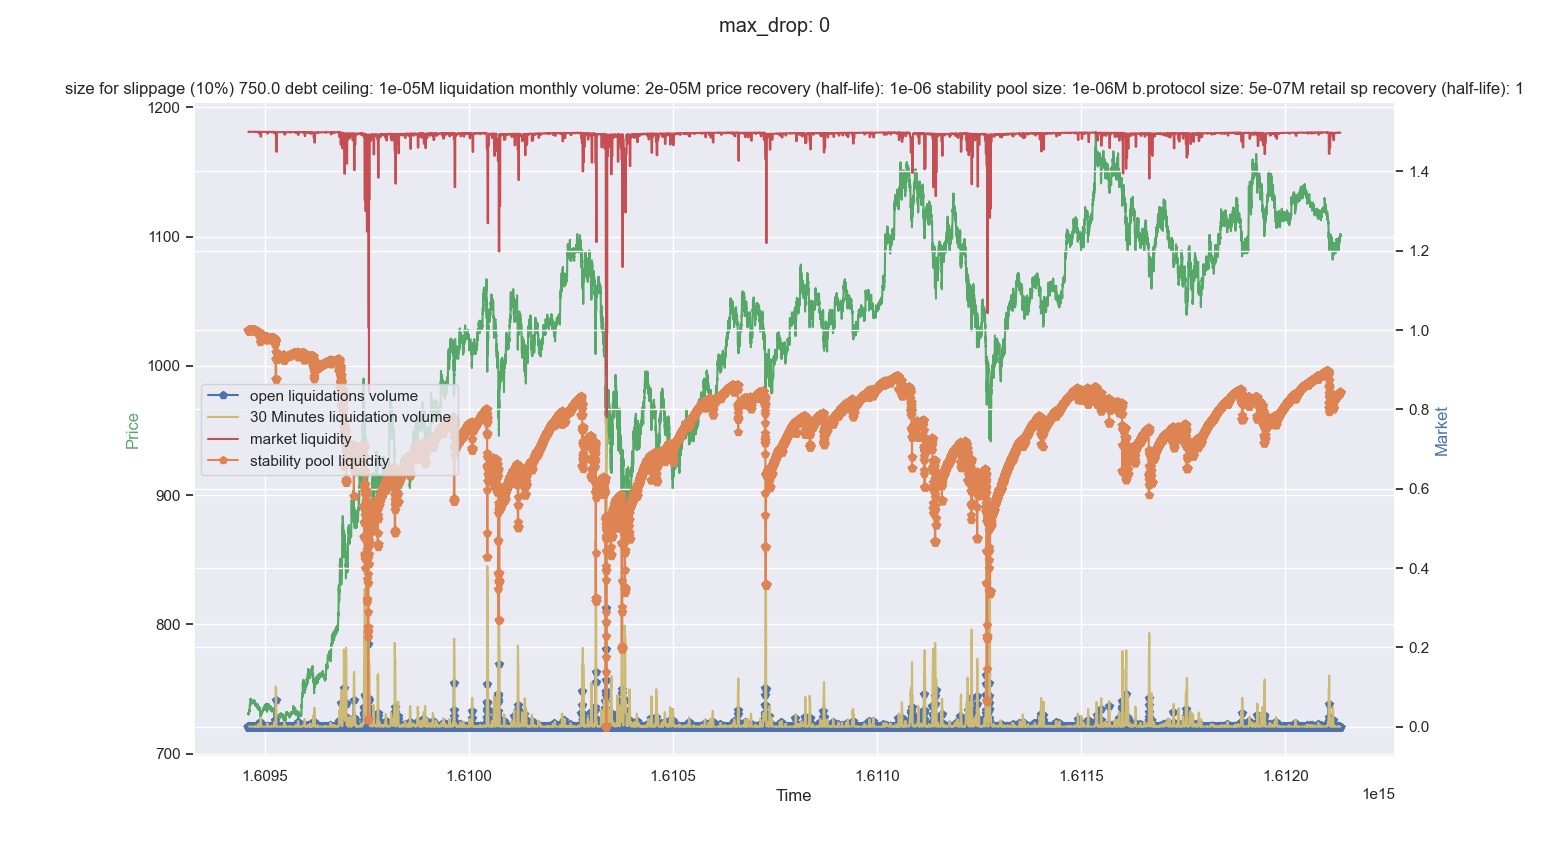 max_drop: 0
size for slippage (10%) 750.0 debt ceiling: 1e-05M liquidation monthly volume: 2e-05M price recovery (half-life): 1e-06 stability pool size: 1e-06M b.protocol size: 5e-07M retail sp recovery (half-life): 1
1200
1100
1000
900
800
700
Price
open liquidations volume
30 Minutes liquidation volume
market liquidity
stability pool liquidity
1.4
1.2
1.0
0.8
0.6
0.4
0.2
0.0
Market
1.6095
1.6100
1.6105
1.6110
1.6115
1.6120
Time
1e15